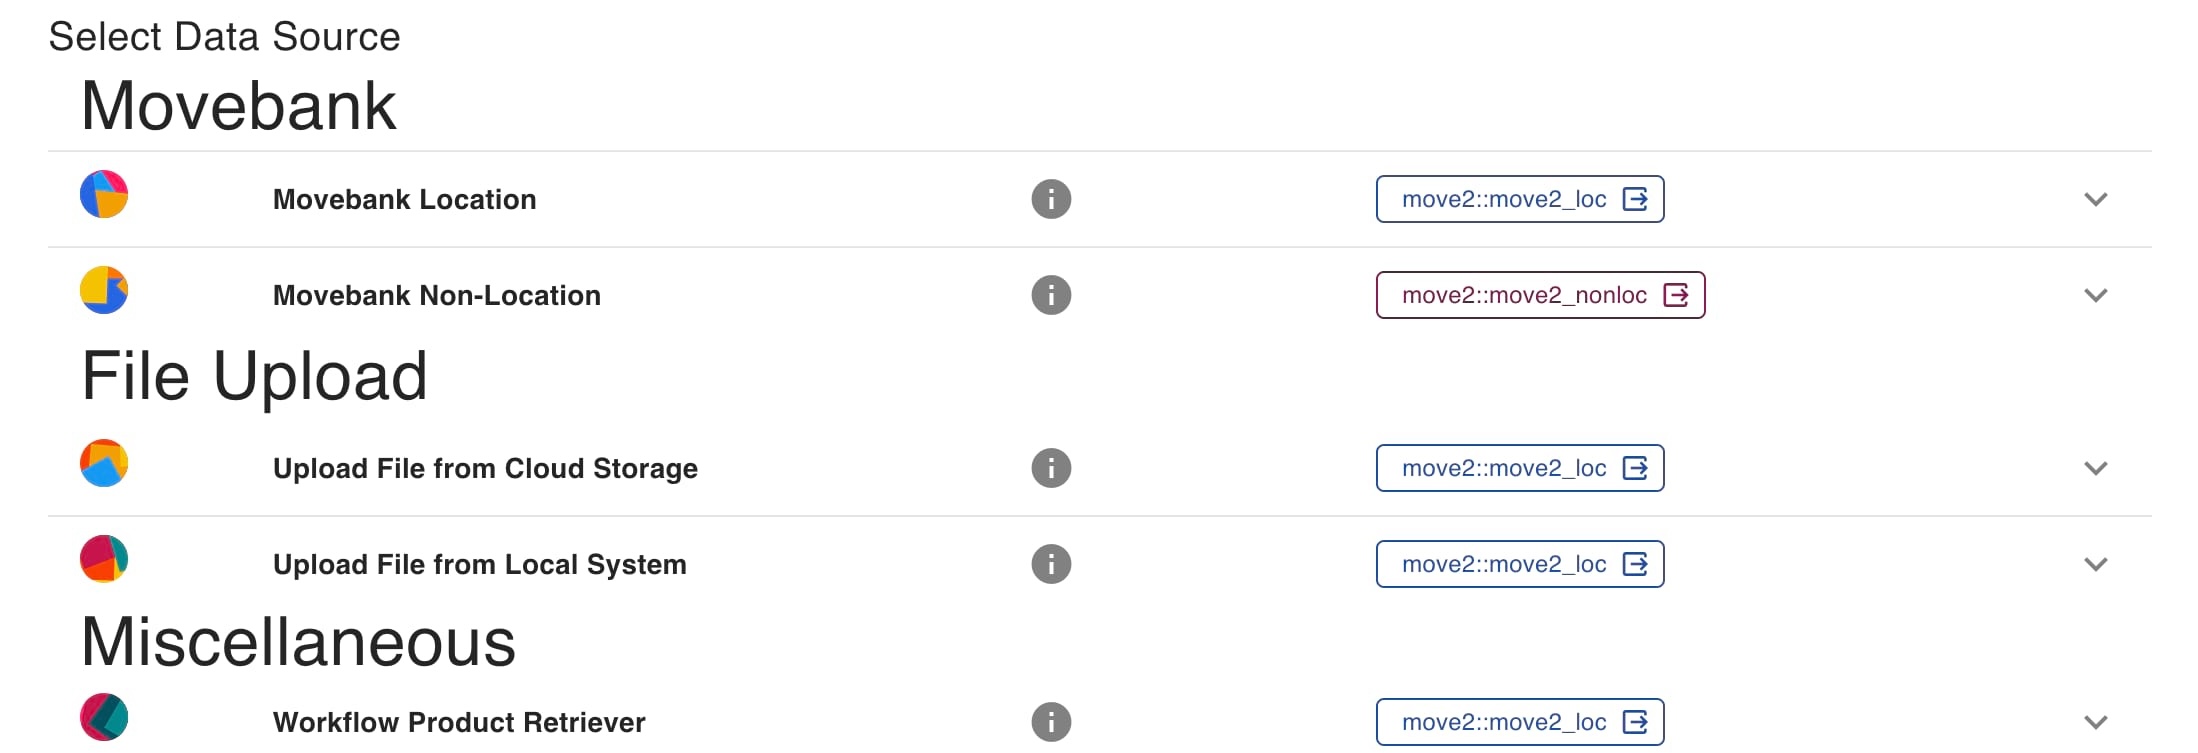 Select Data Source
Movebank
Movebank Location move2::move2_loc
Movebank Non-Location move2::move2_nonloc
File Upload
Upload File from Cloud Storage move2::move2_loc
Upload File from Local System move2::move2_loc
Miscellaneous
Workflow Product Retriever move2::move2_loc